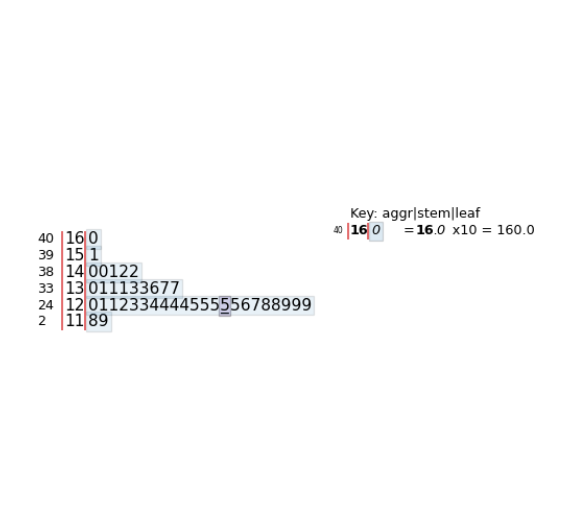 Key: aggr|stem|leaf
40 16 0 =16.0 x10 = 160.0
40 16 0
39 15 1
38 14 00122
33 13 011133677
24 12 0112334444555556788999
2 11 89